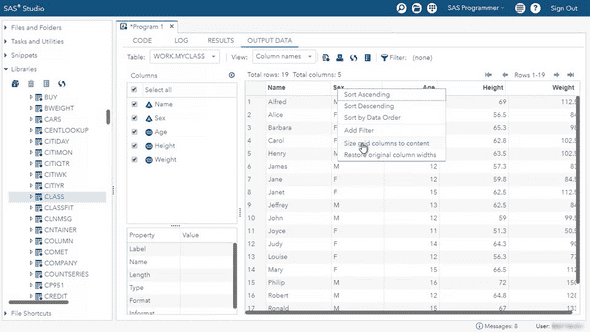 SAS® Studio
SAS Programmer
Sign Out
Files and Folders
Tasks and Utilities
Snippets
Libraries
BUY
BWEIGHT
CARS
CENTLOOKUP
CITIDAY
CITIMON
CITIQTR
CITIWK
CITIYR
CLASS
CLASSFIT
CLNMSG
CNTAINER
COLUMN
COMET
COMPANY
COUNTSERIES
CP951
CREDIT
File Shortcuts
*Program 1
CODE LOG RESULTS OUTPUT DATA
Table: WORK.MYCLASS View: Column names Filter: (none)
Columns
Select all
Name
Sex
Age
Height
Weight
Property Value
Label
Name
Length
Type
Format
Informat
Total rows: 19 Total columns: 5 Rows 1-19
Name Sex Age Height Weight
1 Alfred M 69 112.5
2 Alice F 56.5 84
3 Barbara F 65.3 98
4 Carol F 62.8 102.5
5 Henry M 63.5 102.5
6 James M 12 57.3 83
7 Jane F 12 59.8 84.5
8 Janet F 15 62.5 112.5
9 Jeffrey M 13 62.5 84
10 John M 12 59 99.5
11 Joyce F 11 51.3 50.5
12 Judy F 14 64.3 90
13 Louise F 12 56.3 77
14 Mary F 15 66.5 112
15 Philip M 16 72 150
16 Robert M 12 64.8 128
17 Ronald M 15 67 133
Sort Ascending
Sort Descending
Sort by Data Order
Add Filter
Size grid columns to content
Restore original column widths
Messages: 8 User: